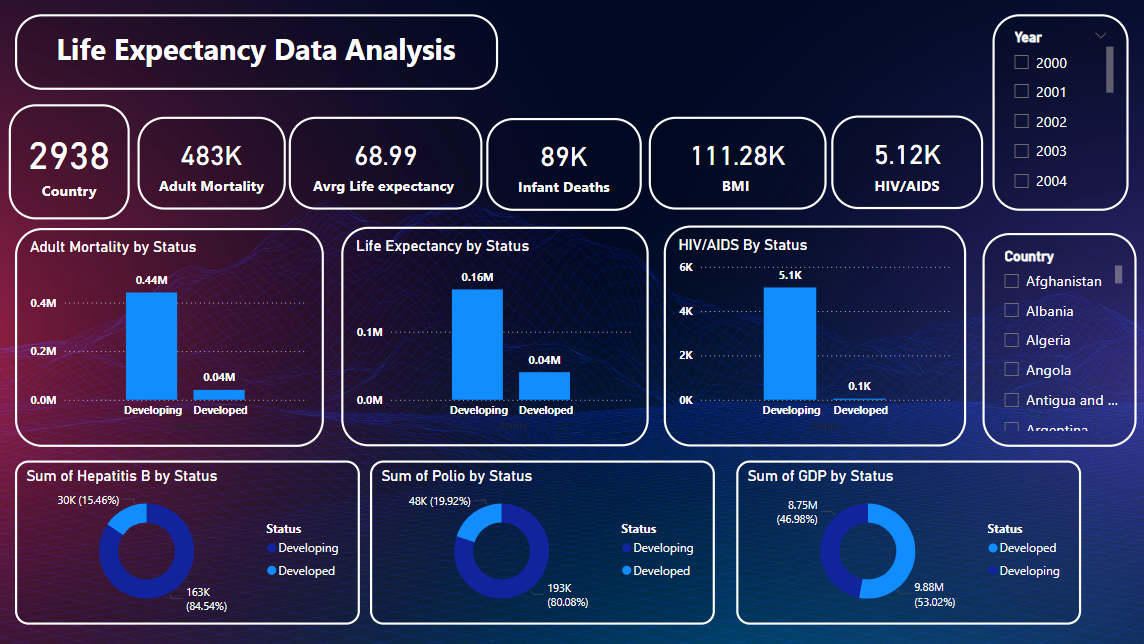 Life Expectancy Data Analysis
2938
Country
483K
Adult Mortality
68.99
Avrg Life expectancy
89K
Infant Deaths
111.28K
BMI
5.12K
HIV/AIDS
Year
2000
2001
2002
2003
2004
Adult Mortality by Status
0.44M
0.4M
0.2M
0.04M
0.0M
Developing Developed
Life Expectancy by Status
0.16M
0.1M
0.04M
0.0M
Developing Developed
HIV/AIDS By Status
6K
5.1K
4K
2K
0.1K
0K
Developing Developed
Country
Afghanistan
Albania
Algeria
Angola
Antigua and ...
Argentina
Sum of Hepatitis B by Status
30K (15.46%)
163K
(84.54%)
Status
Developing
Developed
Sum of Polio by Status
48K (19.92%)
193K
(80.08%)
Status
Developing
Developed
Sum of GDP by Status
8.75M
(46.98%)
9.88M
(53.02%)
Status
Developed
Developing